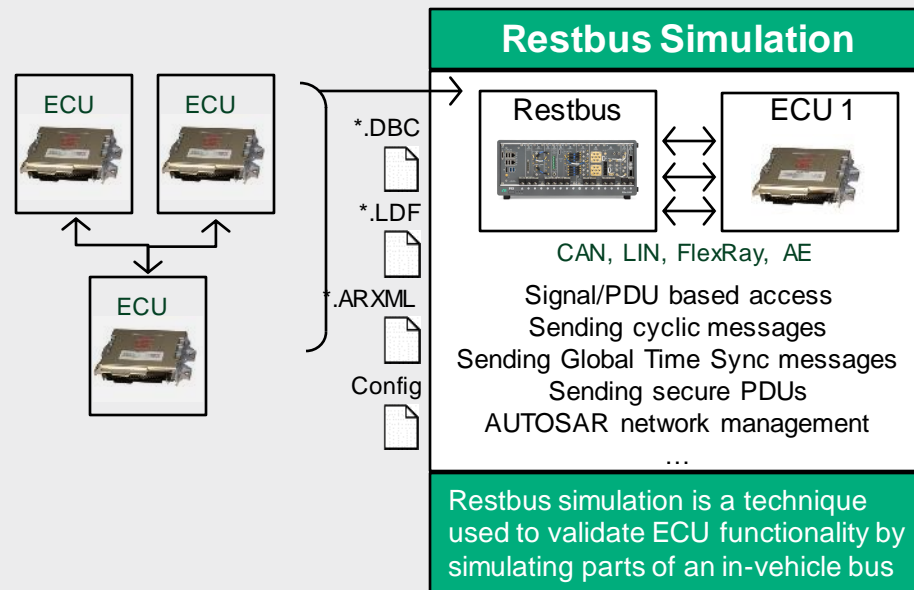 Restbus Simulation
ECU
ECU
ECU
*.DBC
*.LDF
*.ARXML
Config
Restbus
ECU 1
CAN, LIN, FlexRay, AE
Signal/PDU based access
Sending cyclic messages
Sending Global Time Sync messages
Sending secure PDUs
AUTOSAR network management
...
Restbus simulation is a technique
used to validate ECU functionality by
simulating parts of an in-vehicle bus